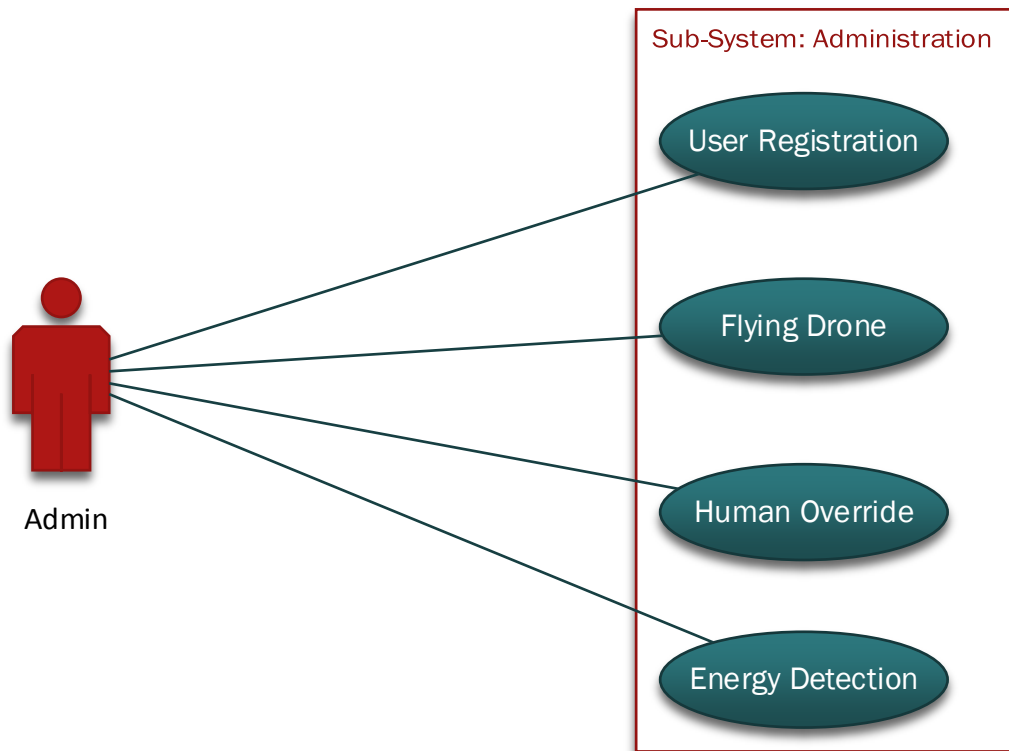 Sub-System: Administration
User Registration
Flying Drone
Human Override
Admin
Energy Detection